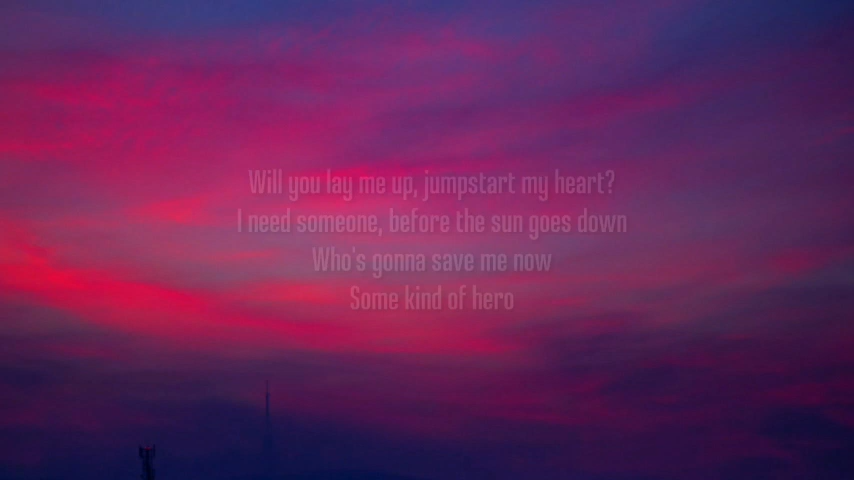 Will you lay me up, jumpstart my heart?
I need someone, before the sun goes down
Who's gonna save me now
Some kind of hero